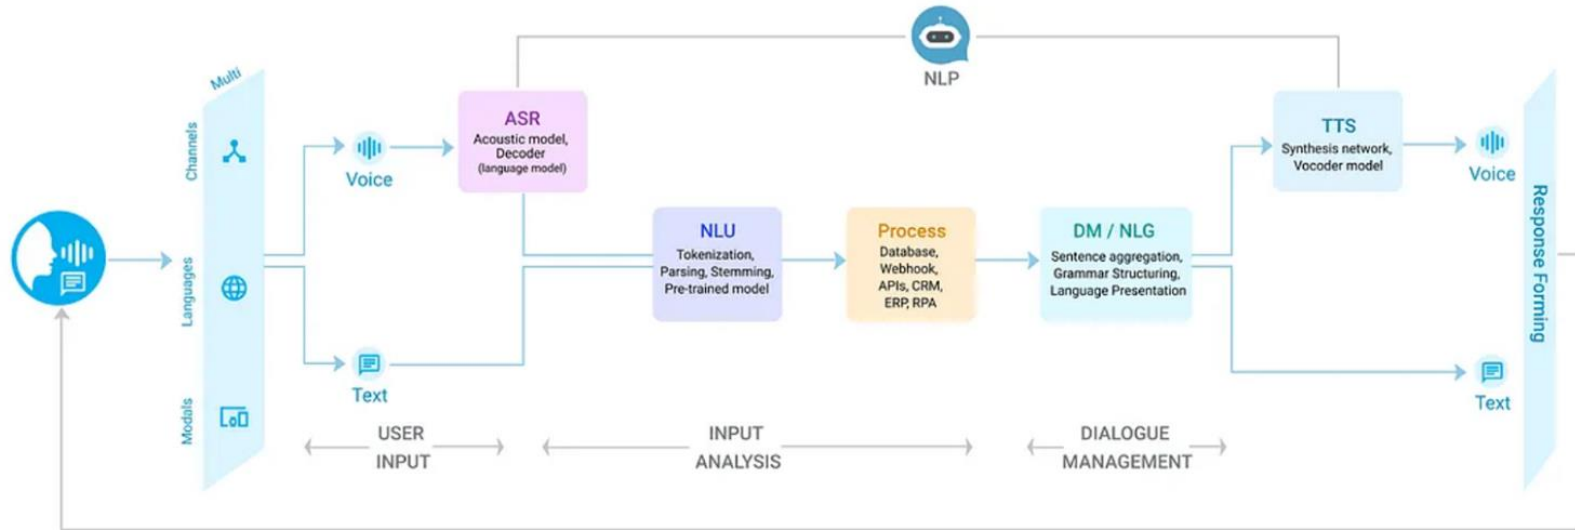 NLP
Multi
Channels
Languages
Modals
Voice
Text
ASR
Acoustic model,
Decoder
(language model)
NLU
Tokenization,
Parsing, Stemming,
Pre-trained model
Process
Database,
Webhook,
APIs, CRM,
ERP, RPA
DM / NLG
Sentence aggregation,
Grammar Structuring,
Language Presentation
TTS
Synthesis network,
Vocoder model
Voice
Text
Response Forming
USER
INPUT
INPUT
ANALYSIS
DIALOGUE
MANAGEMENT